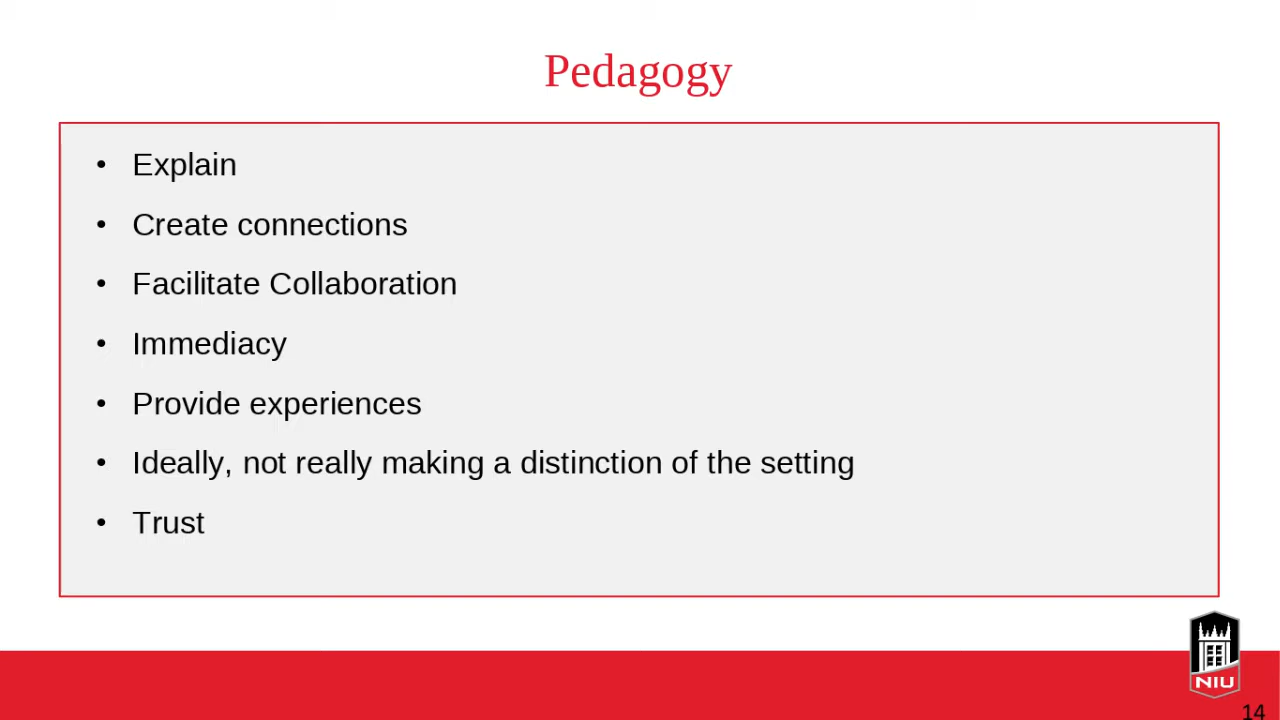 Pedagogy
• Explain
• Create connections
• Facilitate Collaboration
• Immediacy
• Provide experiences
• Ideally, not really making a distinction of the setting
• Trust
NIU
14